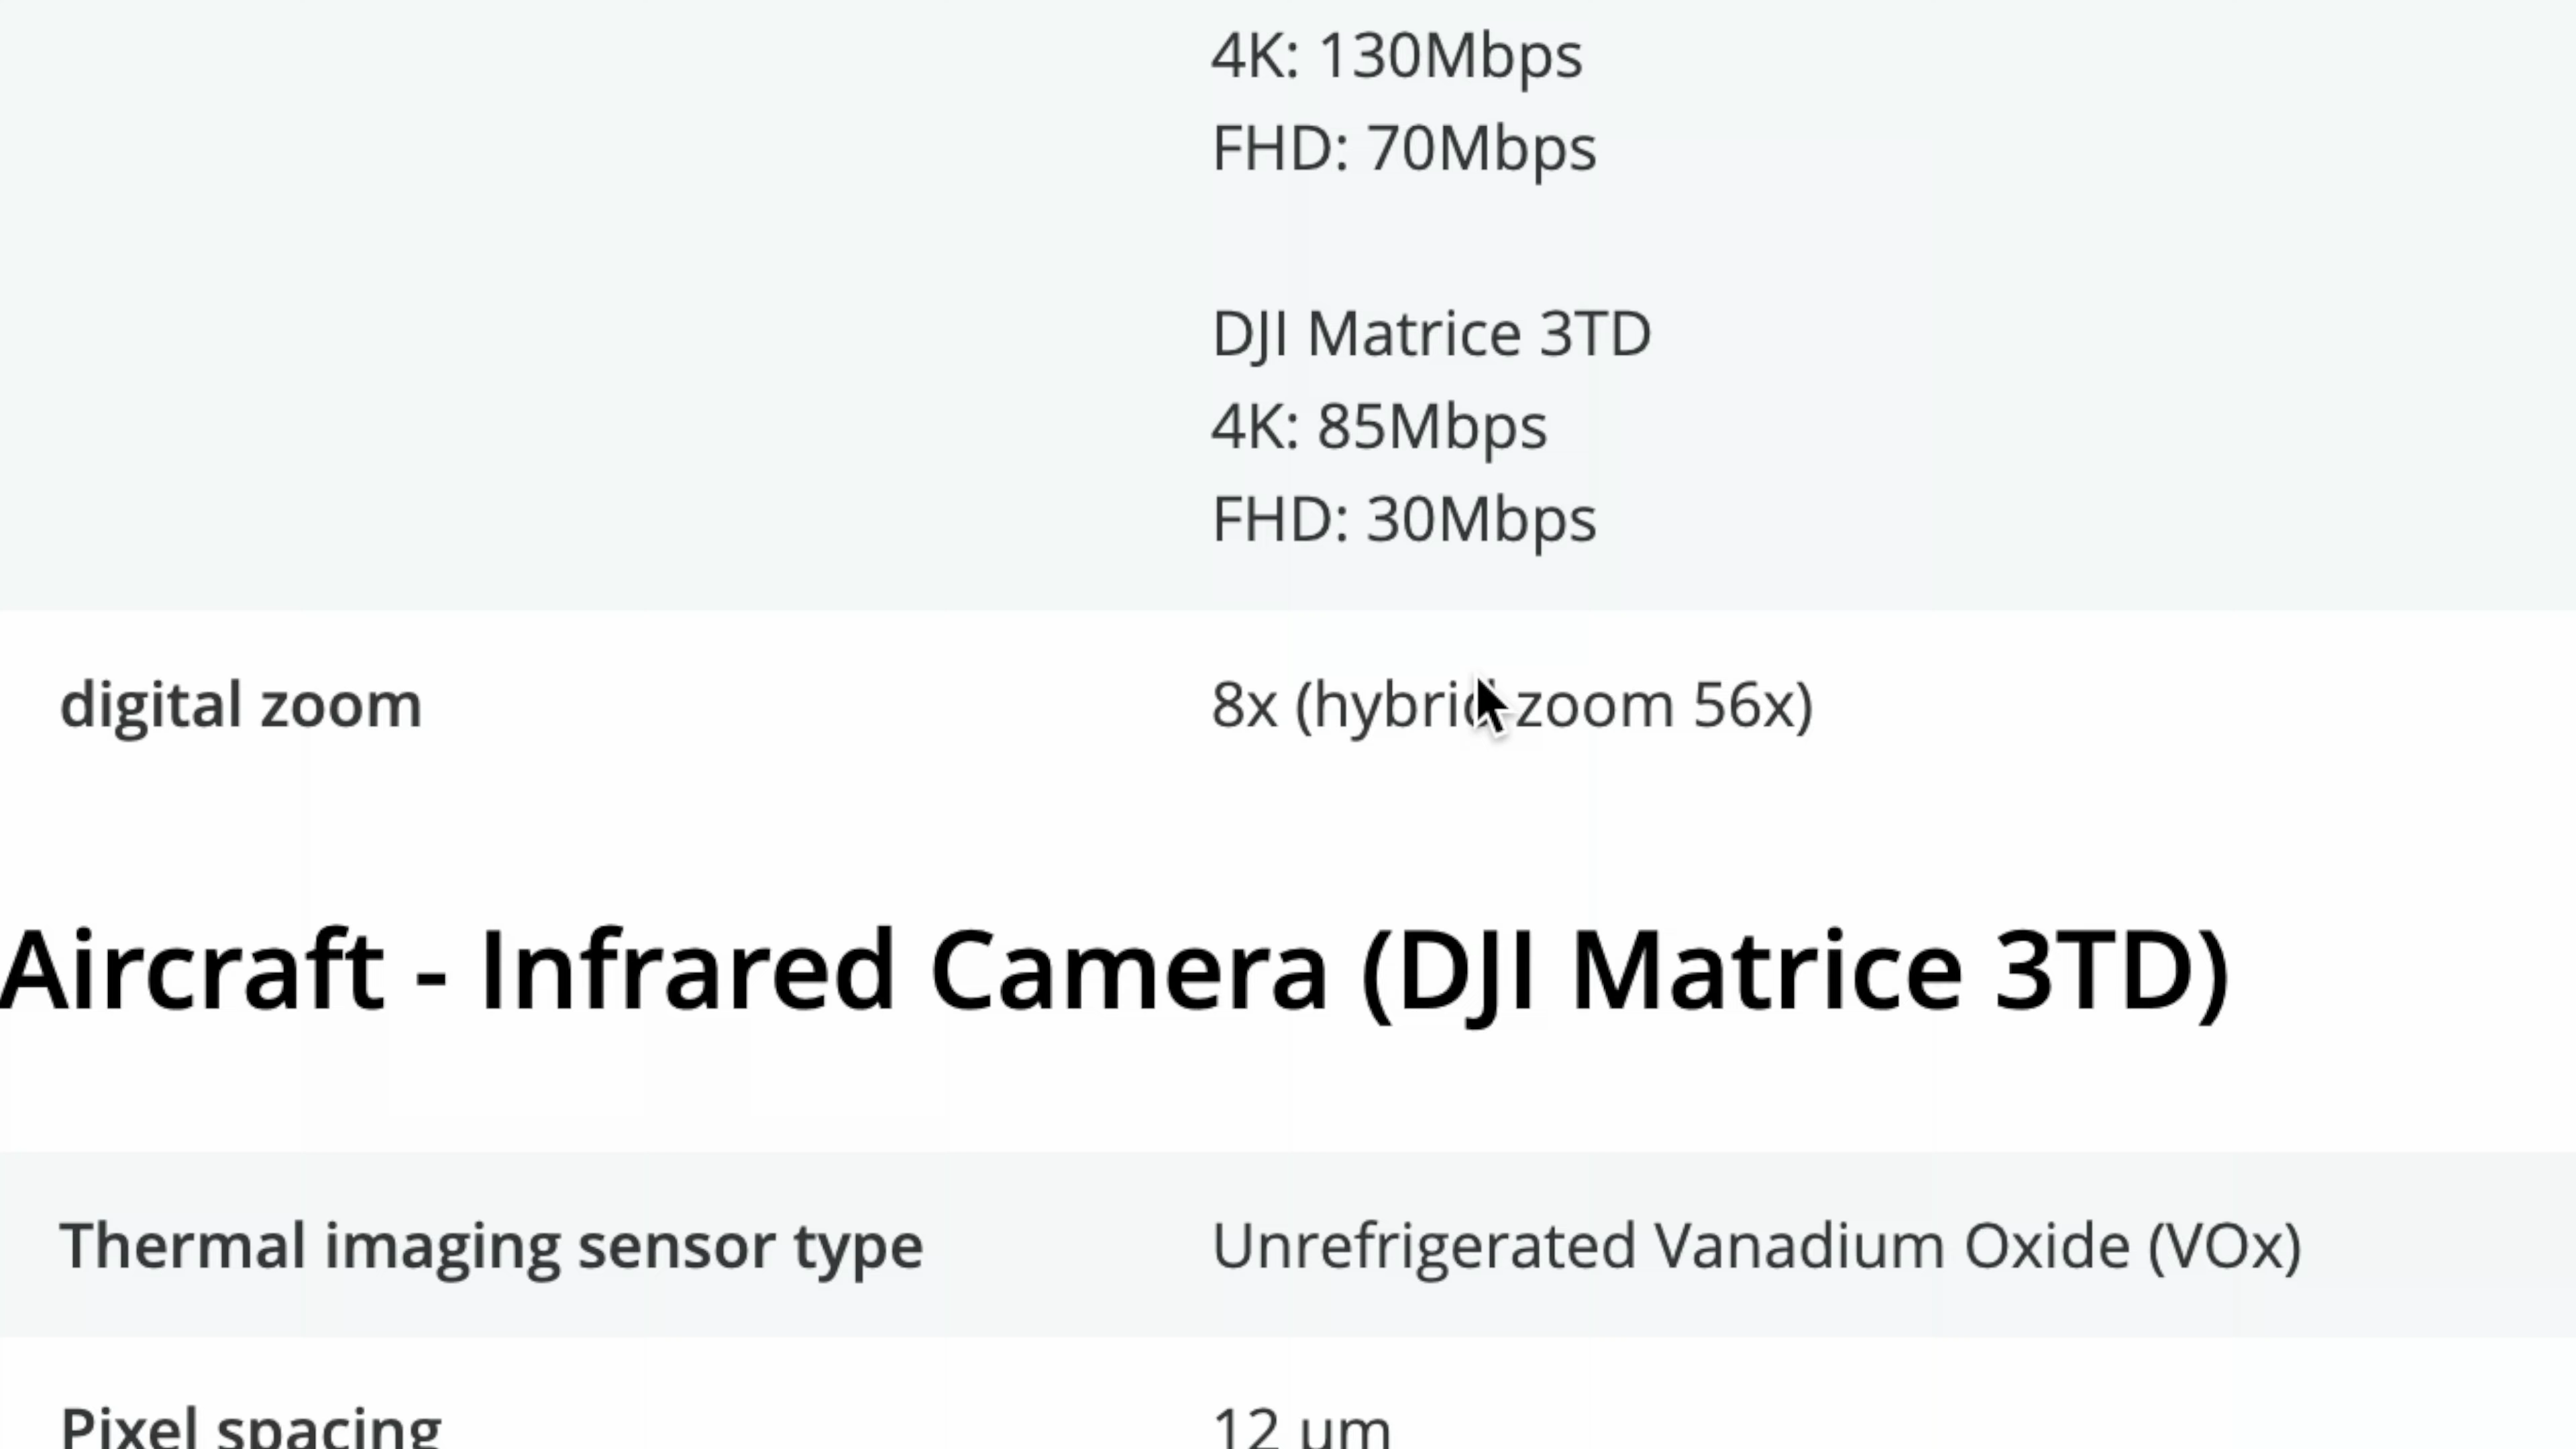 4K: 130Mbps
FHD: 70Mbps
DJI Matrice 3TD
4K: 85Mbps
FHD: 30Mbps
digital zoom 8x (hybrid zoom 56x)
Aircraft - Infrared Camera (DJI Matrice 3TD)
Thermal imaging sensor type Unrefrigerated Vanadium Oxide (VOx)
Pixel spacing 12 um